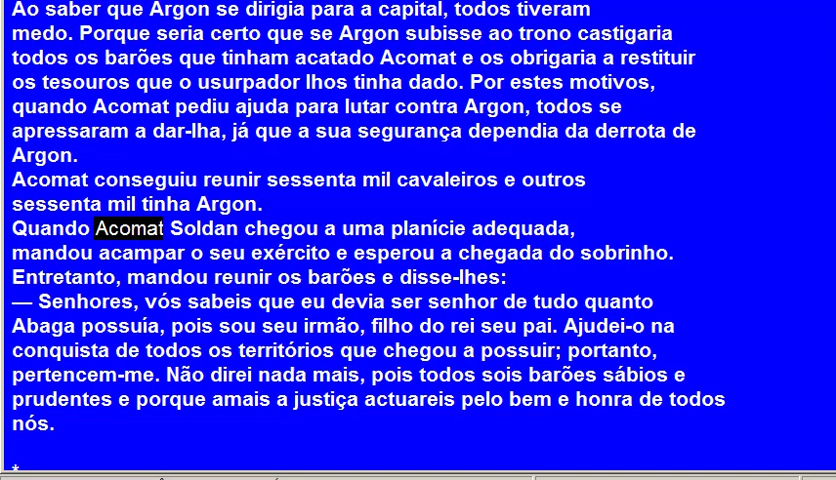 Ao saber que Argon se dirigia para a capital, todos tiveram
medo. Porque seria certo que se Argon subisse ao trono castigaria
todos os barões que tinham acatado Acomat e os obrigaria a restituir
os tesouros que o usurpador lhos tinha dado. Por estes motivos,
quando Acomat pediu ajuda para lutar contra Argon, todos se
apressaram a dar-lha, já que a sua segurança dependia da derrota de
Argon.
Acomat conseguiu reunir sessenta mil cavaleiros e outros
sessenta mil tinha Argon.
Quando Acomat Soldan chegou a uma planície adequada,
mandou acampar o seu exército e esperou a chegada do sobrinho.
Entretanto, mandou reunir os barões e disse-lhes:
— Senhores, vós sabeis que eu devia ser senhor de tudo quanto
Abaga possuía, pois sou seu irmão, filho do rei seu pai. Ajudei-o na
conquista de todos os territórios que chegou a possuir; portanto,
pertencem-me. Não direi nada mais, pois todos sois barões sábios e
prudentes e porque amais a justiça actuareis pelo bem e honra de todos
nós.
*